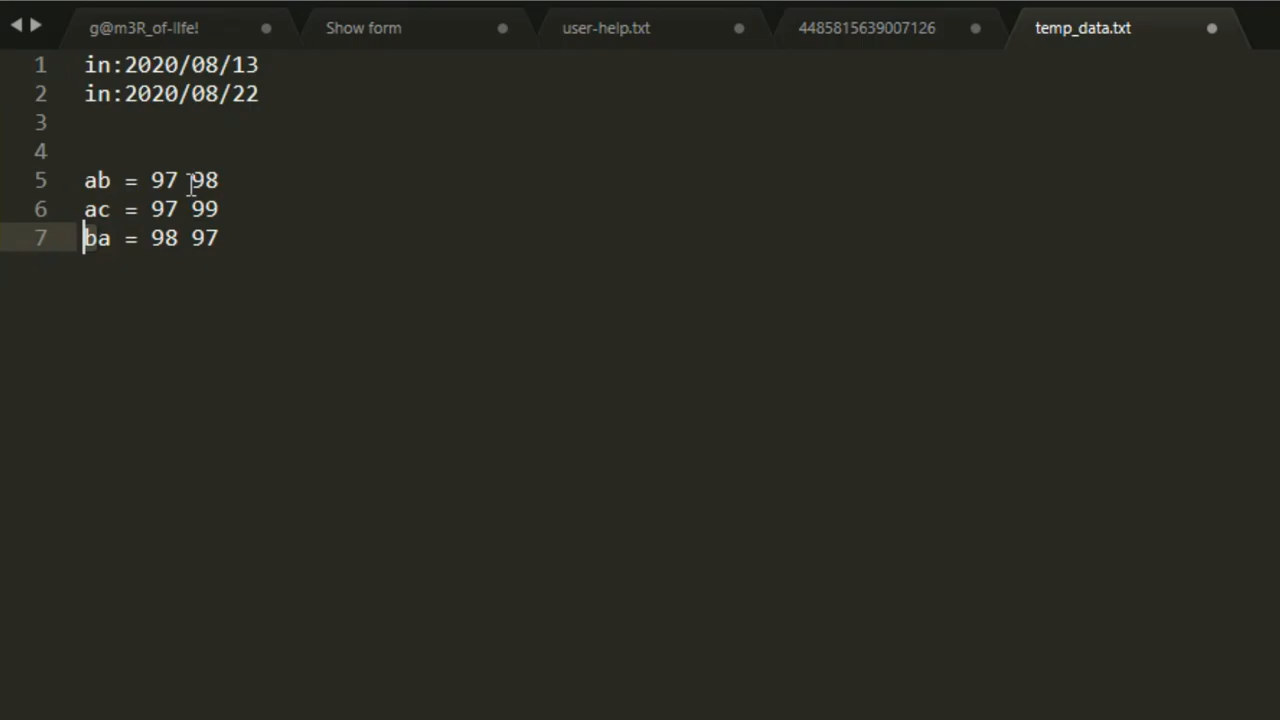 g@m3R_of-lIfe! Show form user-help.txt 4485815639007126 temp_data.txt
1 in:2020/08/13
2 in:2020/08/22
3
4
5 ab = 97 98
6 ac = 97 99
7 ba = 98 97